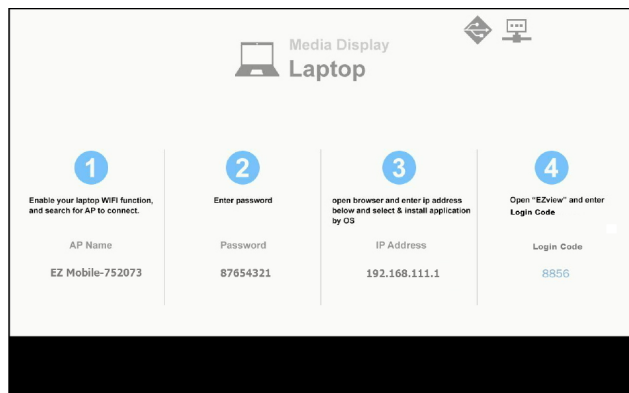 Media Display
Laptop
1
Enable your laptop WIFI function,
and search for AP to connect.
AP Name
EZ Mobile-752073
2
Enter password
Password
87654321
3
open browser and enter ip address
below and select & install application
by OS
IP Address
192.168.111.1
4
Open "EZview" and enter
Login Code
Login Code
8856